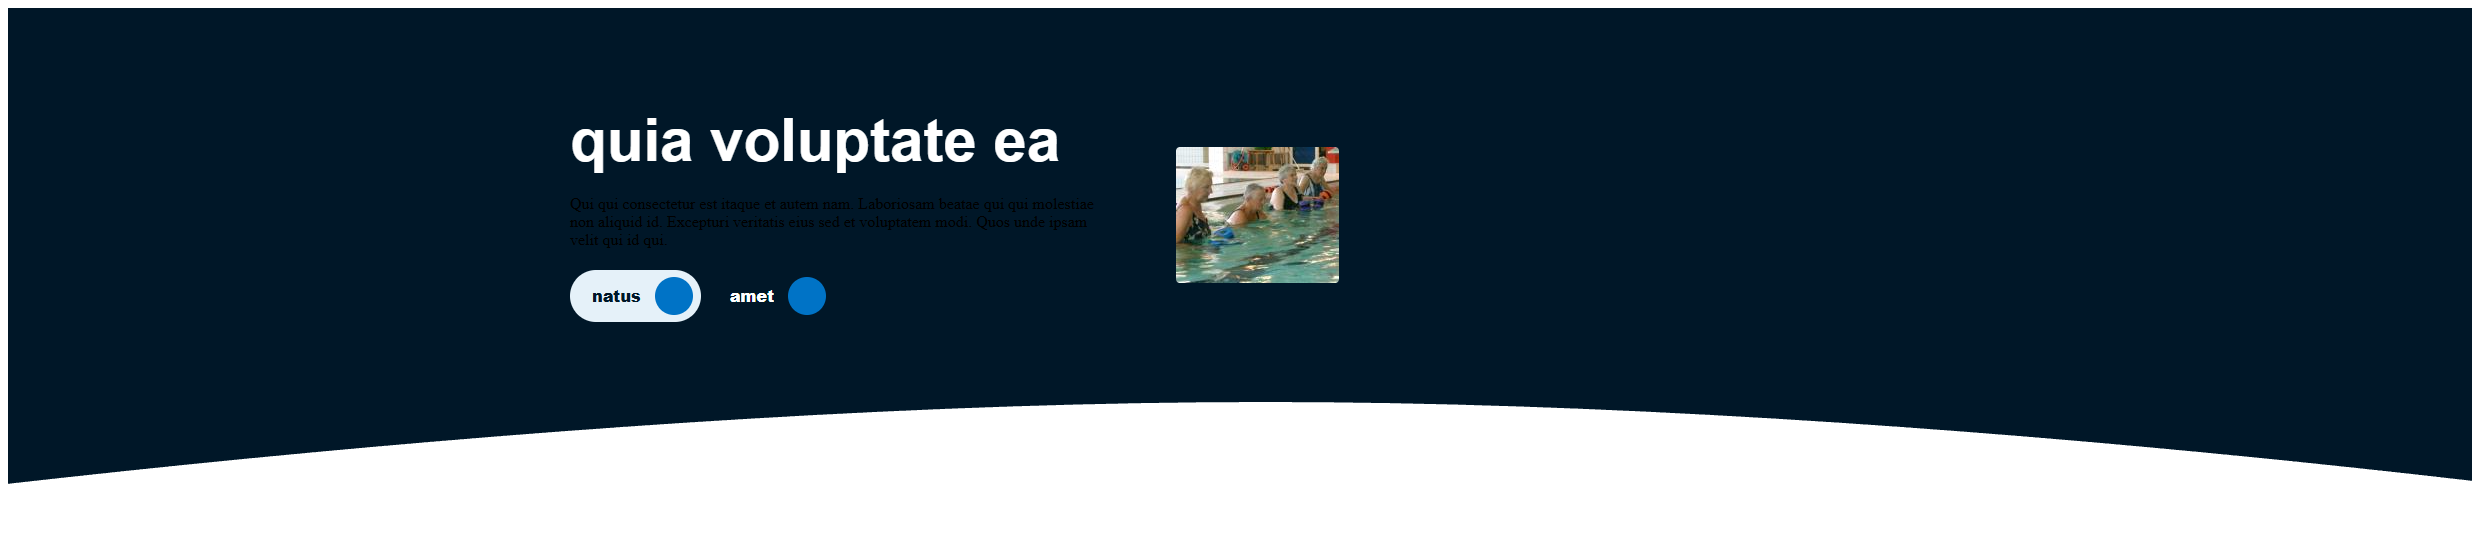 quia voluptate ea
Qui qui consectetur est itaque et autem nam. Laboriosam beatae qui qui molestiae
non aliquid id. Excepturi veritatis eius sed et voluptatem modi. Quos unde ipsam
velit qui id qui.
natus
amet